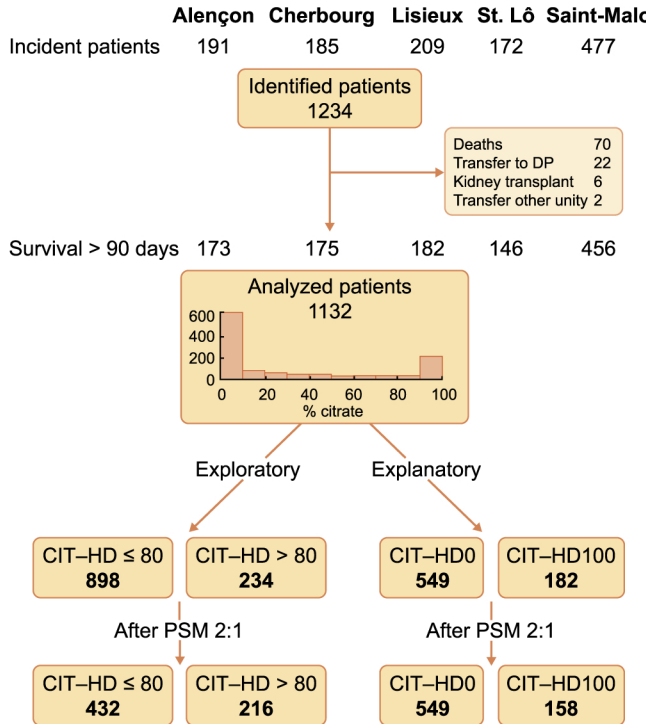 Alençon Cherbourg Lisieux St. Lô Saint-Malo
Incident patients 191 185 209 172 477
Identified patients
1234
Deaths 70
Transfer to DP 22
Kidney transplant 6
Transfer other unity 2
Survival > 90 days 173 175 182 146 456
Analyzed patients
1132
600
400
200
0
0 20 40 60 80 100
% citrate
Exploratory Explanatory
CIT–HD ≤ 80 CIT–HD > 80 CIT–HD0 CIT–HD100
898 234 549 182
After PSM 2:1 After PSM 2:1
CIT–HD ≤ 80 CIT–HD > 80 CIT–HD0 CIT–HD100
432 216 549 158